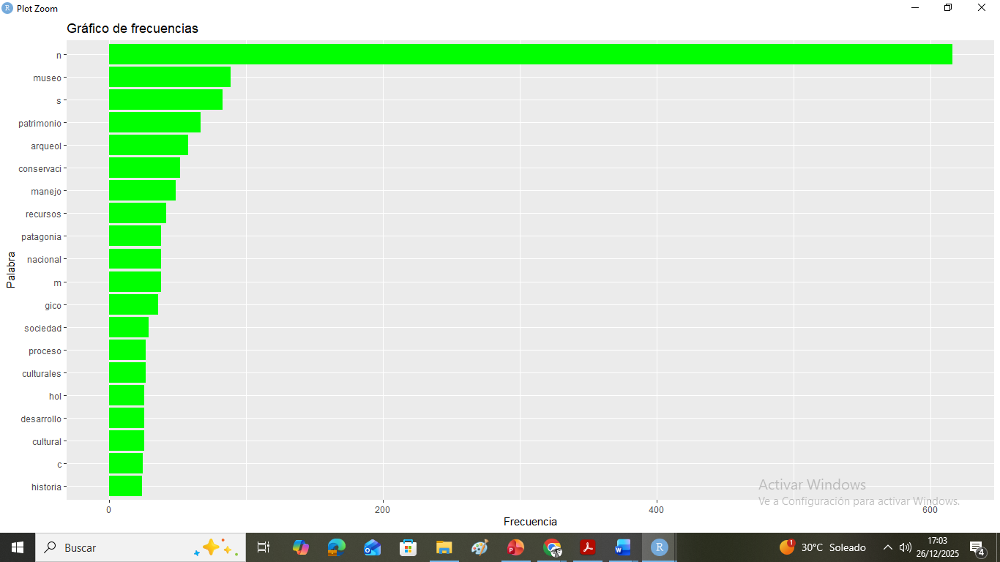 R Plot Zoom
Gráfico de frecuencias
n
museo
s
patrimonio
arqueol
conservaci
manejo
recursos
patagonia
nacional
m
gico
sociedad
proceso
culturales
hol
desarrollo
cultural
c
historia
Palabra
0 200 400 600
Frecuencia
Activar Windows
Ve a Configuración para activar Windows.
Buscar
P
W
R
1
30°C Soleado
17:03
26/12/2025
4